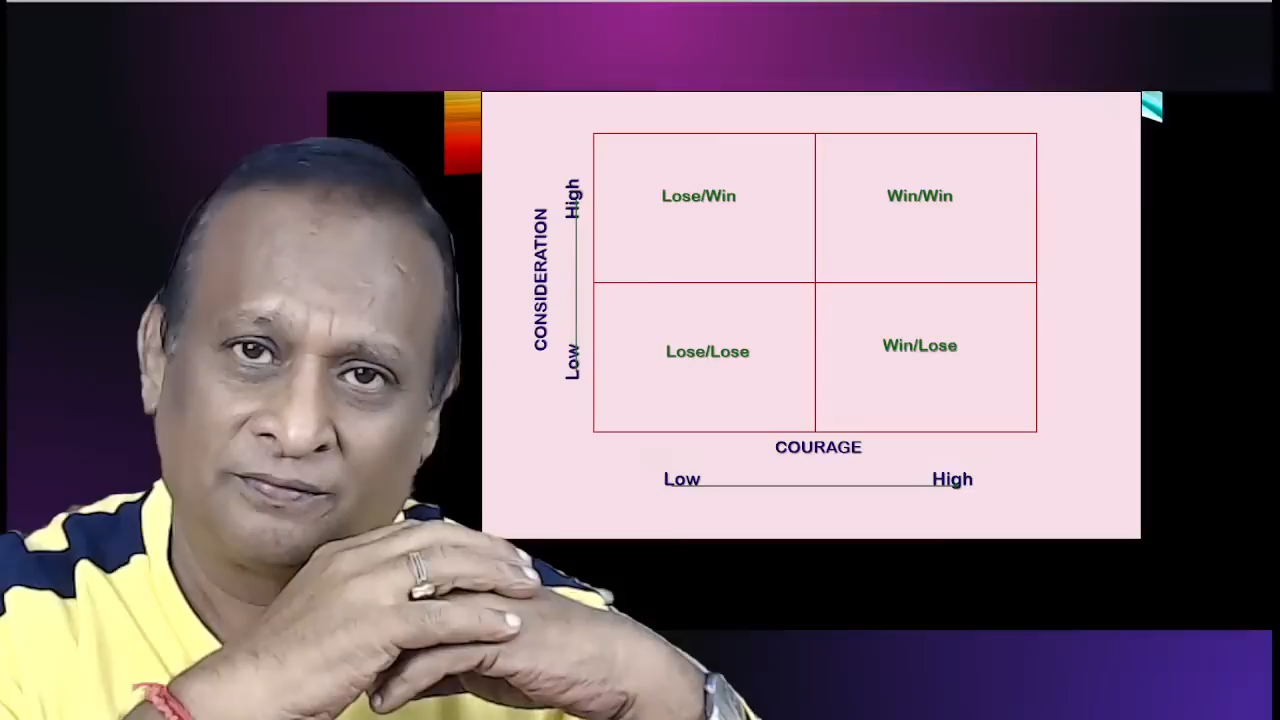 High
Lose/Win
Win/Win
CONSIDERATION
Low
Lose/Lose
Win/Lose
COURAGE
Low
High